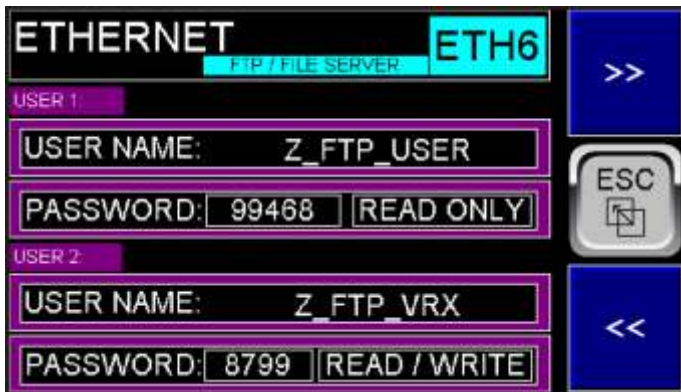 ETHERNET
FTP / FILE SERVER
ETH6
>>
USER 1:
USER NAME: Z_FTP_USER
ESC
PASSWORD: 99468 READ ONLY
USER 2:
USER NAME: Z_FTP_VRX
<<
PASSWORD: 8799 READ / WRITE